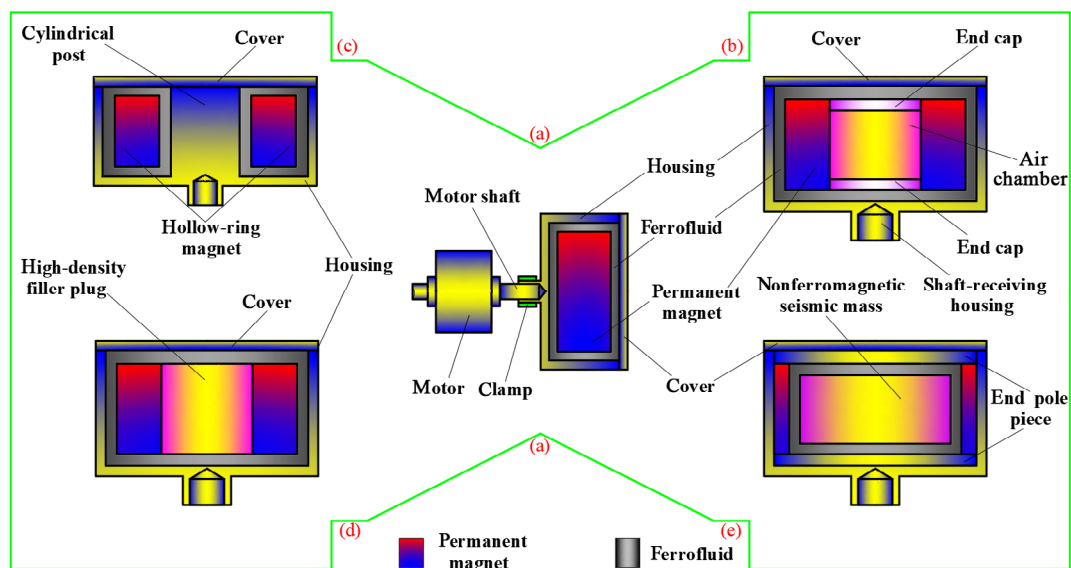 Cylindrical
post
Cover
(c)
Hollow-ring
magnet
Housing
High-density
filler plug
Cover
(d)
(a)
Housing
Motor shaft
Ferrofluid
Permanent
magnet
Motor
Clamp
Cover
(a)
(b)
Cover
End cap
Air
chamber
End cap
Shaft-receiving
housing
Nonferromagnetic
seismic mass
End pole
piece
(e)
Permanent
magnet
Ferrofluid